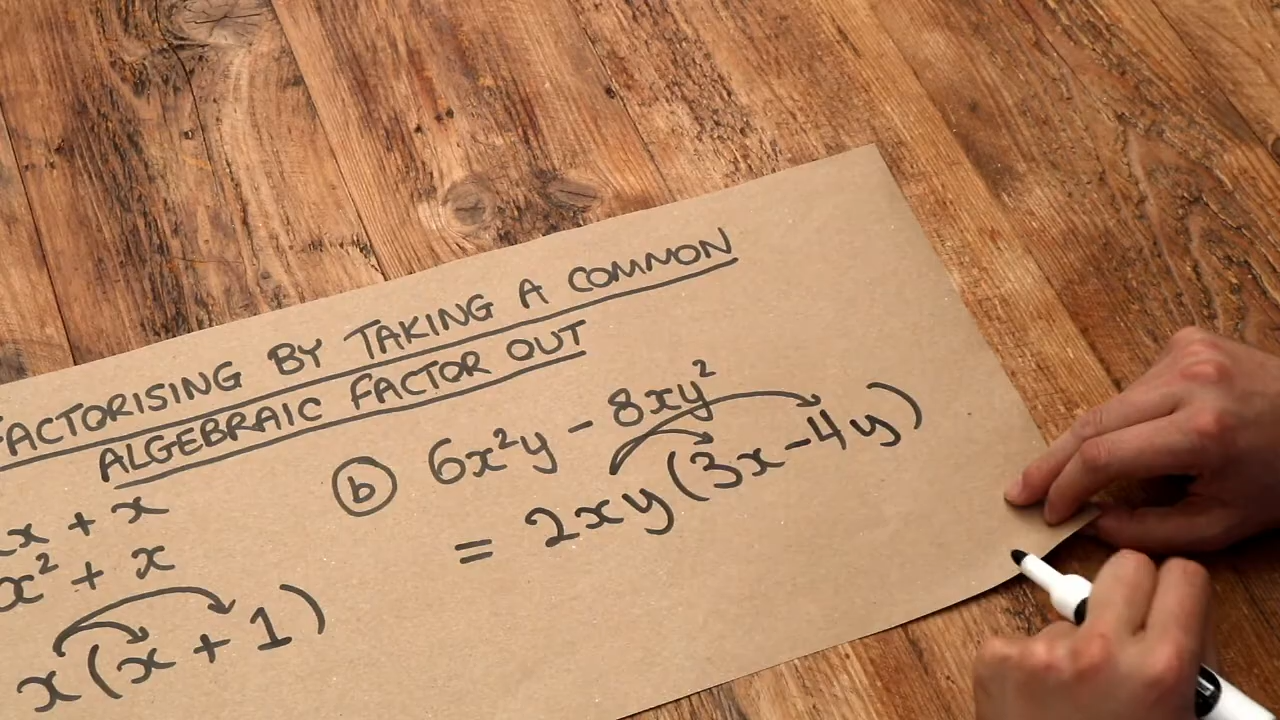 FACTORISING BY TAKING A COMMON
ALGEBRAIC FACTOR OUT
x + x
x² + x
x(x + 1)
b 6x²y - 8xy²
= 2xy(3x - 4y)